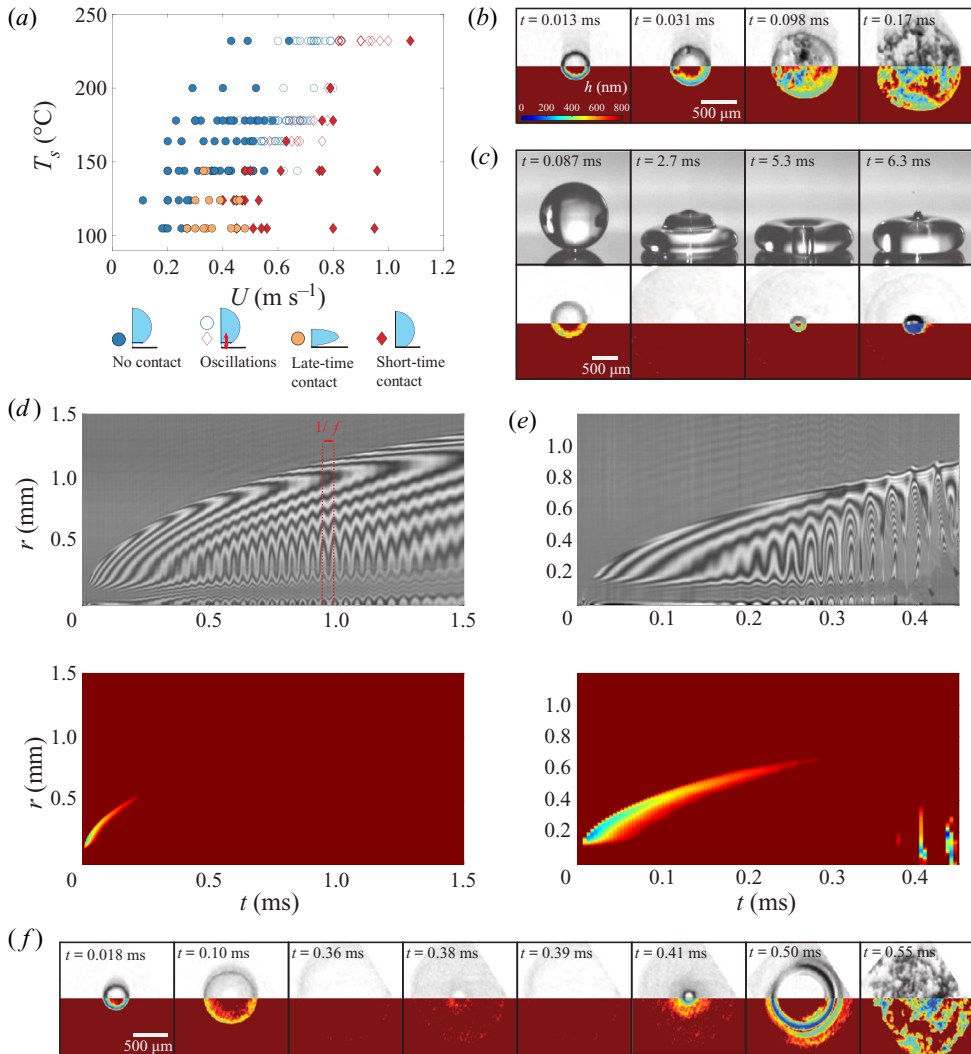 (a)
250
200
150
100
T_s (°C)
0 0.2 0.4 0.6 0.8 1.0 1.2
U (m s⁻¹)
No contact
Oscillations
Late-time contact
Short-time contact
(b)
t = 0.013 ms t = 0.031 ms t = 0.098 ms t = 0.17 ms
h (nm)
0 200 400 600 800
500 μm
(c)
t = 0.087 ms t = 2.7 ms t = 5.3 ms t = 6.3 ms
500 μm
(d)
1.5
1.0
0.5
r (mm)
1/ f
0 0.5 1.0 1.5
1.5
1.0
0.5
r (mm)
0 0.5 1.0 1.5
t (ms)
(e)
1.0
0.8
0.6
0.4
0.2
0 0.1 0.2 0.3 0.4
1.0
0.8
0.6
0.4
0.2
0 0.1 0.2 0.3 0.4
t (ms)
(f)
t = 0.018 ms t = 0.10 ms t = 0.36 ms t = 0.38 ms t = 0.39 ms t = 0.41 ms t = 0.50 ms t = 0.55 ms
500 μm